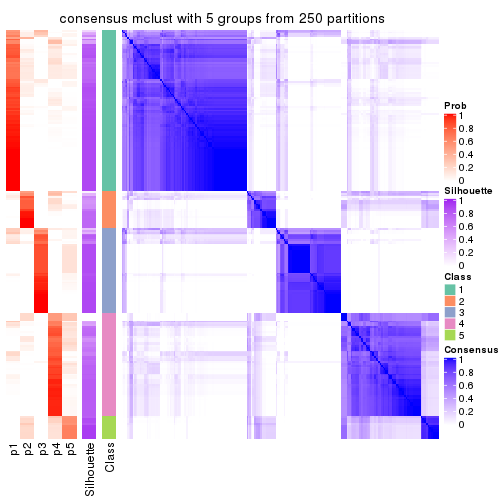 consensus mclust with 5 groups from 250 partitions
Prob
1
0.8
0.6
0.4
0.2
0
Silhouette
1
0.8
0.6
0.4
0.2
0
Class
1
2
3
4
5
Consensus
1
0.8
0.6
0.4
0.2
0
p1
p2
p3
p4
p5
Silhouette
Class